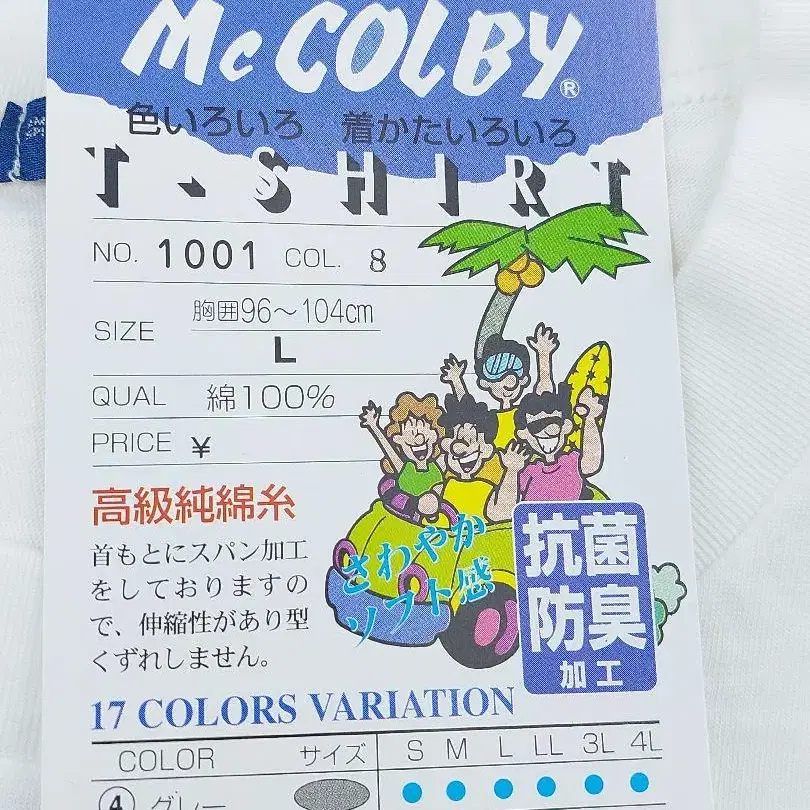 Mc COLBY®
色いろいろ 着かたいろいろ
T-SHIRT
NO. 1001 COL. 8
SIZE 胸囲96～104cm
L
QUAL 綿100%
PRICE ¥
高級純綿糸
首もとにスパン加工
をしておりますの
で、伸縮性があり型
くずれしません。
さわやか
ソフト感
抗菌
防臭
加工
17 COLORS VARIATION
COLOR サイズ S M L LL 3L 4L
④ グレー